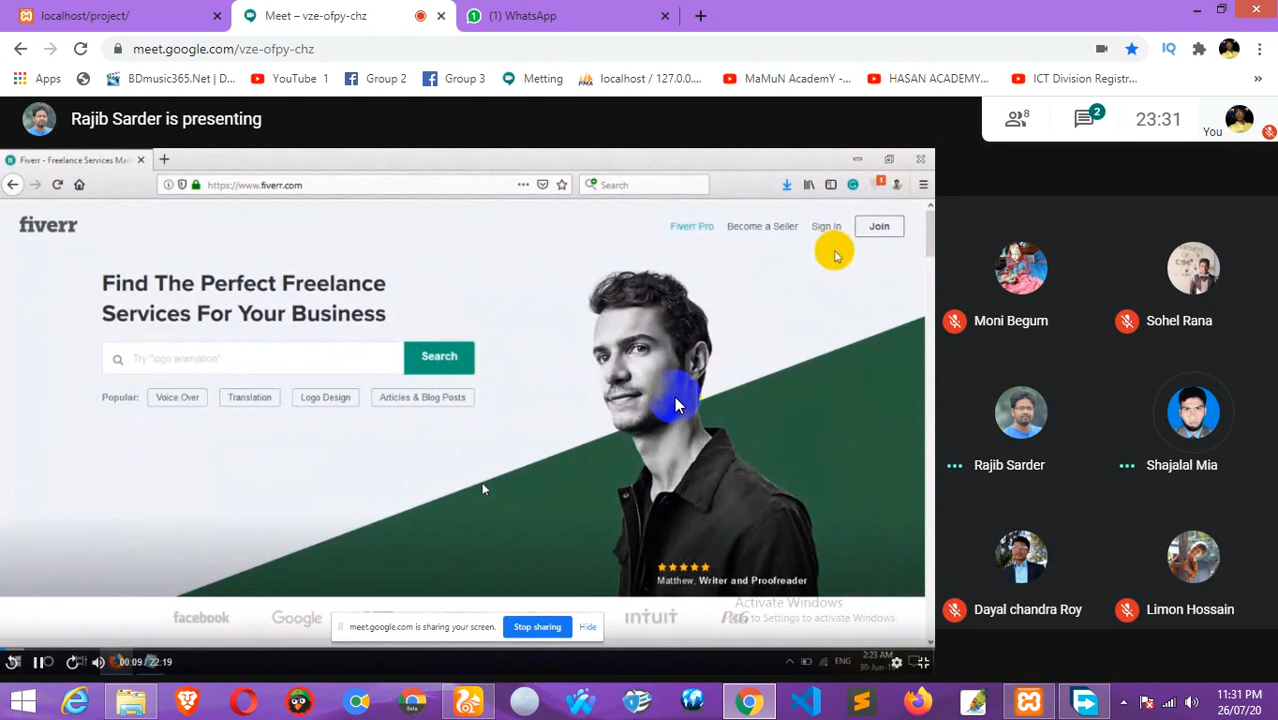 localhost/project/
Meet – vze-ofpy-chz
(1) WhatsApp
meet.google.com/vze-ofpy-chz
IQ
Apps
BDmusic365.Net | D...
YouTube 1
Group 2
Group 3
Metting
localhost / 127.0.0....
MaMuN AcademY -...
HASAN ACADEMY...
ICT Division Registr...
»
Rajib Sarder is presenting
8
2
23:31
You
Fiverr - Freelance Services Mar
https://www.fiverr.com
Search
1
fiverr
Fiverr Pro
Become a Seller
Sign In
Join
Find The Perfect Freelance
Services For Your Business
Try "logo animation"
Search
Popular:
Voice Over
Translation
Logo Design
Articles & Blog Posts
Matthew, Writer and Proofreader
Activate Windows
to Settings to activate Windows.
facebook
Google
intuit
P&G
meet.google.com is sharing your screen.
Stop sharing
Hide
00:09 / 22:19
ENG
2:23 AM
Moni Begum
Sohel Rana
Rajib Sarder
Shajalal Mia
Dayal chandra Roy
Limon Hossain
Beta
11:31 PM
26/07/20